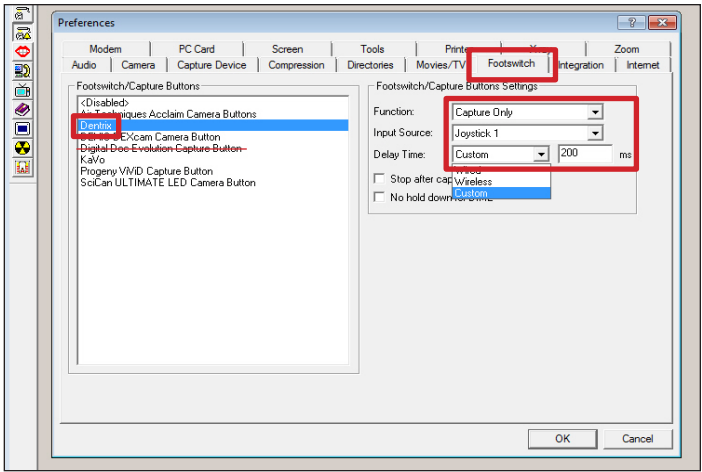 Preferences
Modem PC Card Screen Tools Printer X-ray Zoom
Audio Camera Capture Device Compression Directories Movies/TV Footswitch Integration Internet
Footswitch/Capture Buttons
<Disabled>
Air Techniques Acclaim Camera Buttons
Dentrix
DEXcam Camera Button
Digital Doc Evolution Capture Button
KaVo
Progeny ViViD Capture Button
SciCan ULTIMATE LED Camera Button
Footswitch/Capture Buttons Settings
Function: Capture Only
Input Source: Joystick 1
Delay Time: Custom 200 ms
Wired
Wireless
Custom
Stop after
No hold down
OK Cancel